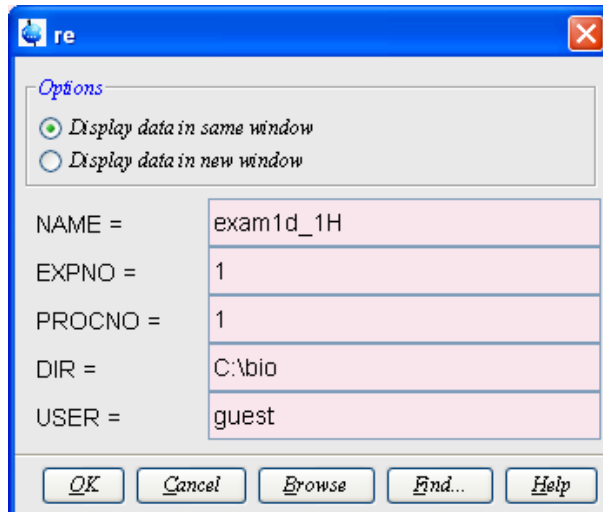 re
Options
Display data in same window
Display data in new window
NAME = exam1d_1H
EXPNO = 1
PROCNO = 1
DIR = C:\bio
USER = guest
OK Cancel Browse Find... Help